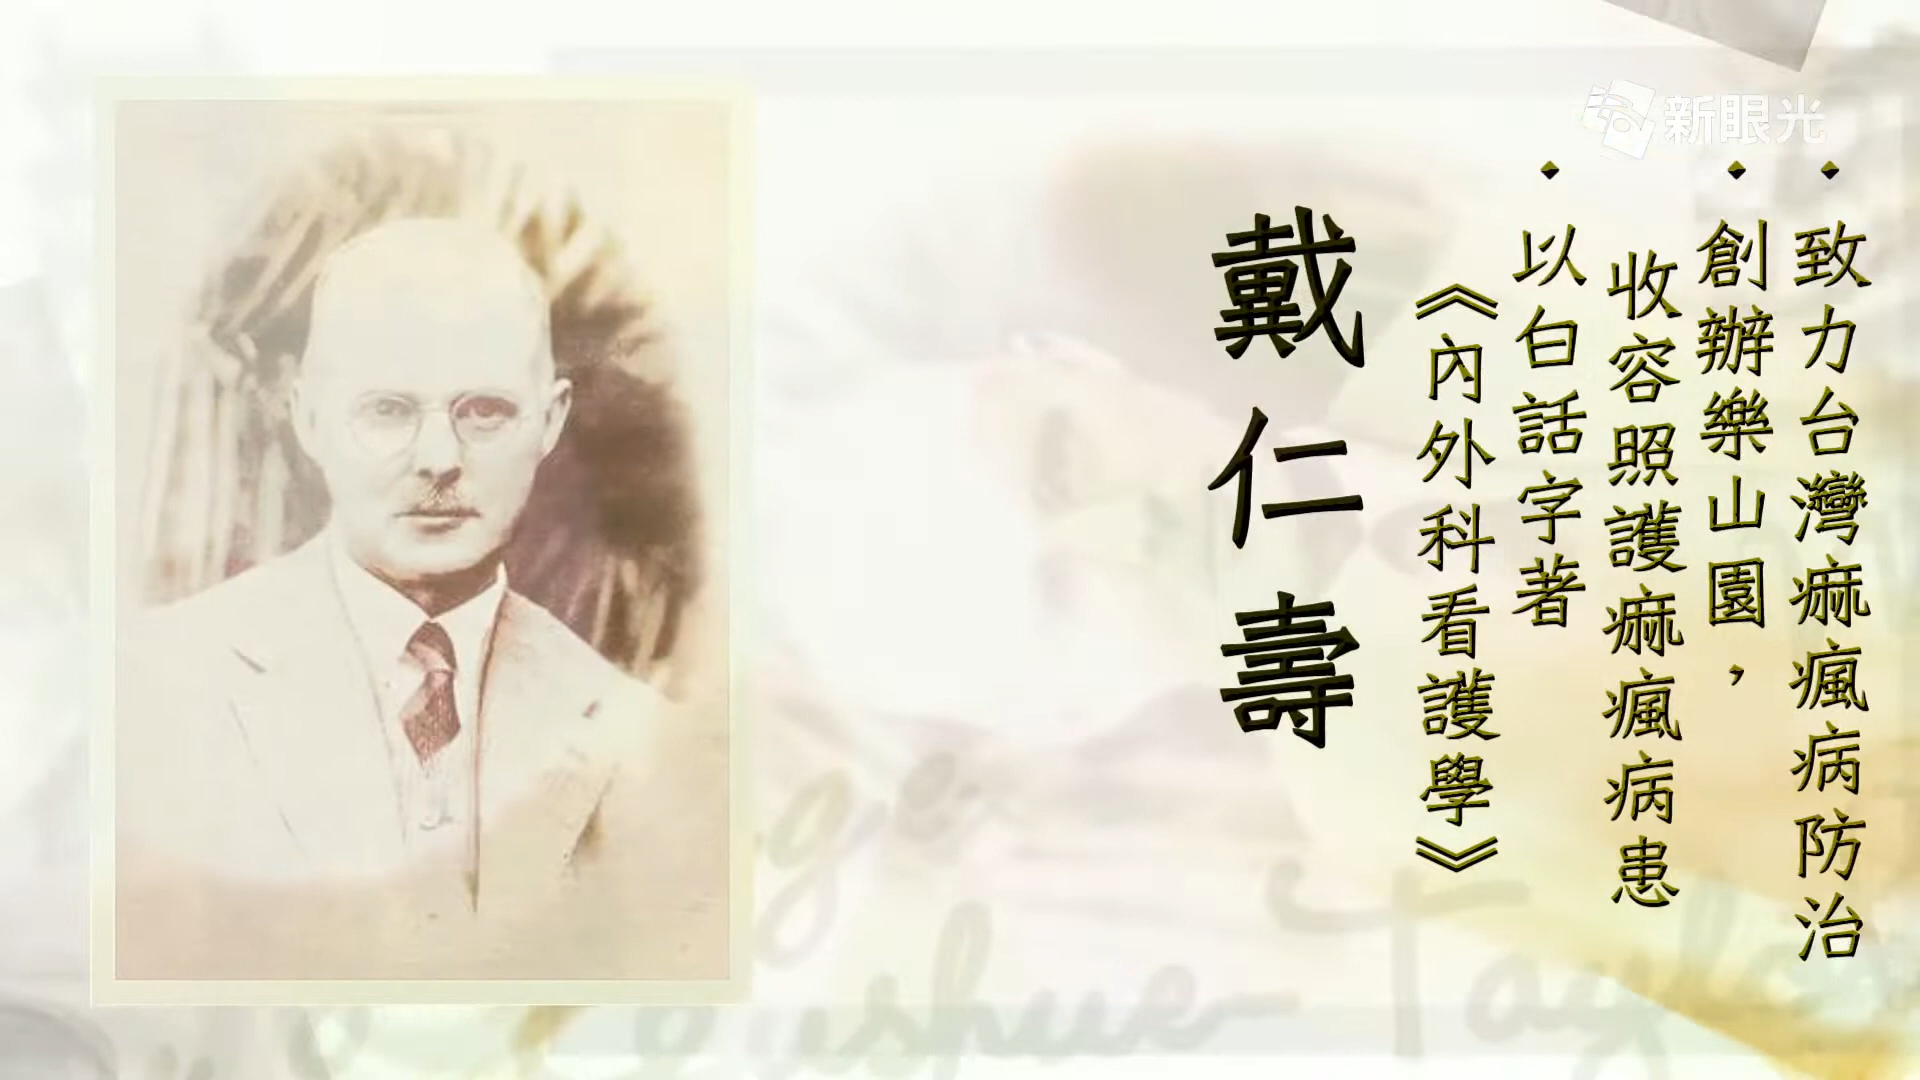 新眼光
• 致力台灣痲瘋病防治
• 創辦樂山園，
收容照護痲瘋病患
• 以白話字著
《內外科看護學》
戴仁壽
Gushue-Taylor